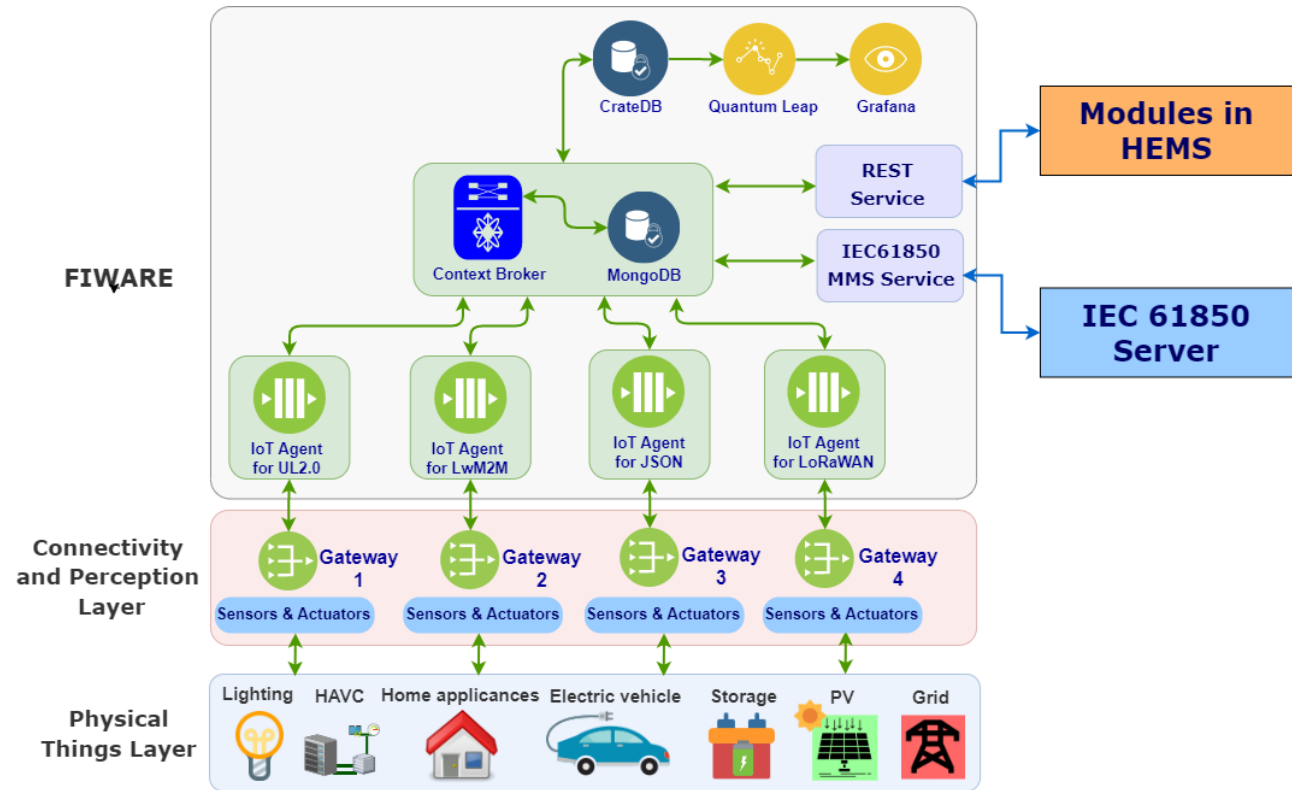 CrateDB
Quantum Leap
Grafana
Modules in
HEMS
REST
Service
Context Broker
MongoDB
IEC61850
MMS Service
FIWARE
IEC 61850
Server
IoT Agent
for UL2.0
IoT Agent
for LwM2M
IoT Agent
for JSON
IoT Agent
for LoRaWAN
Connectivity
and Perception
Layer
Gateway
1
Gateway
2
Gateway
3
Gateway
4
Sensors & Actuators
Sensors & Actuators
Sensors & Actuators
Sensors & Actuators
Physical
Things Layer
Lighting
HAVC
Home applicances
Electric vehicle
Storage
PV
Grid